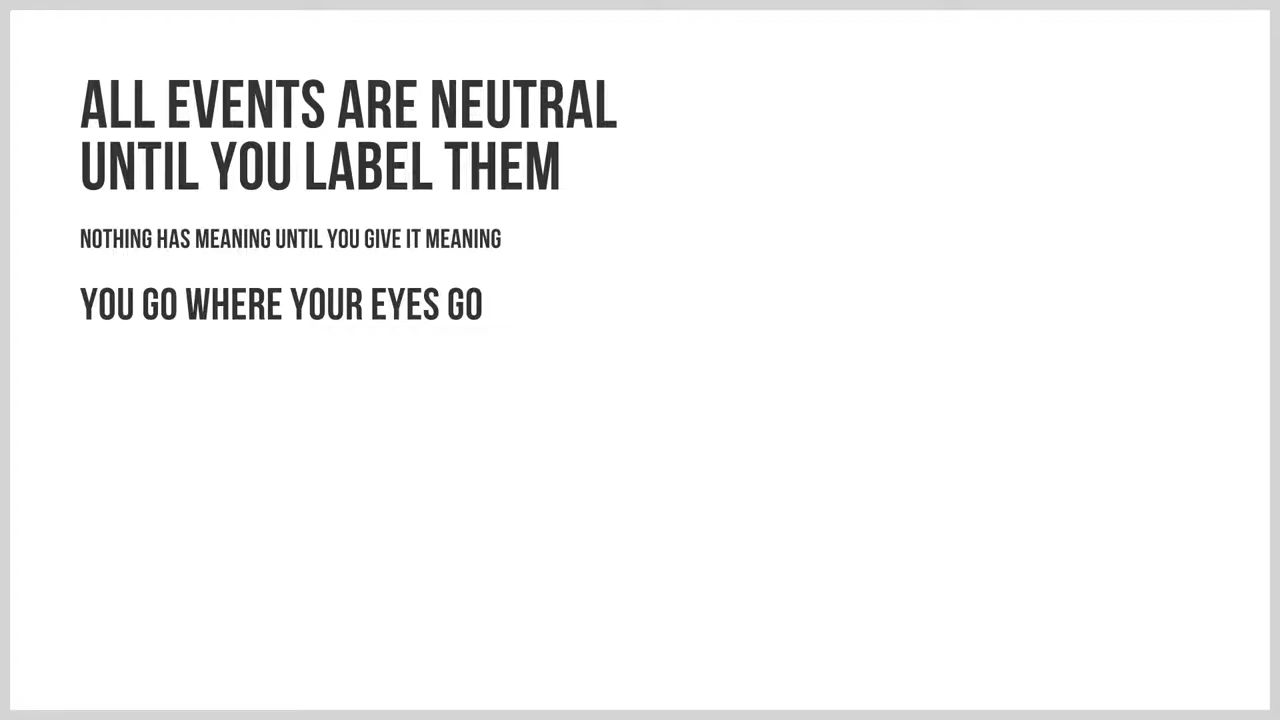 ALL EVENTS ARE NEUTRAL
UNTIL YOU LABEL THEM
NOTHING HAS MEANING UNTIL YOU GIVE IT MEANING
YOU GO WHERE YOUR EYES GO